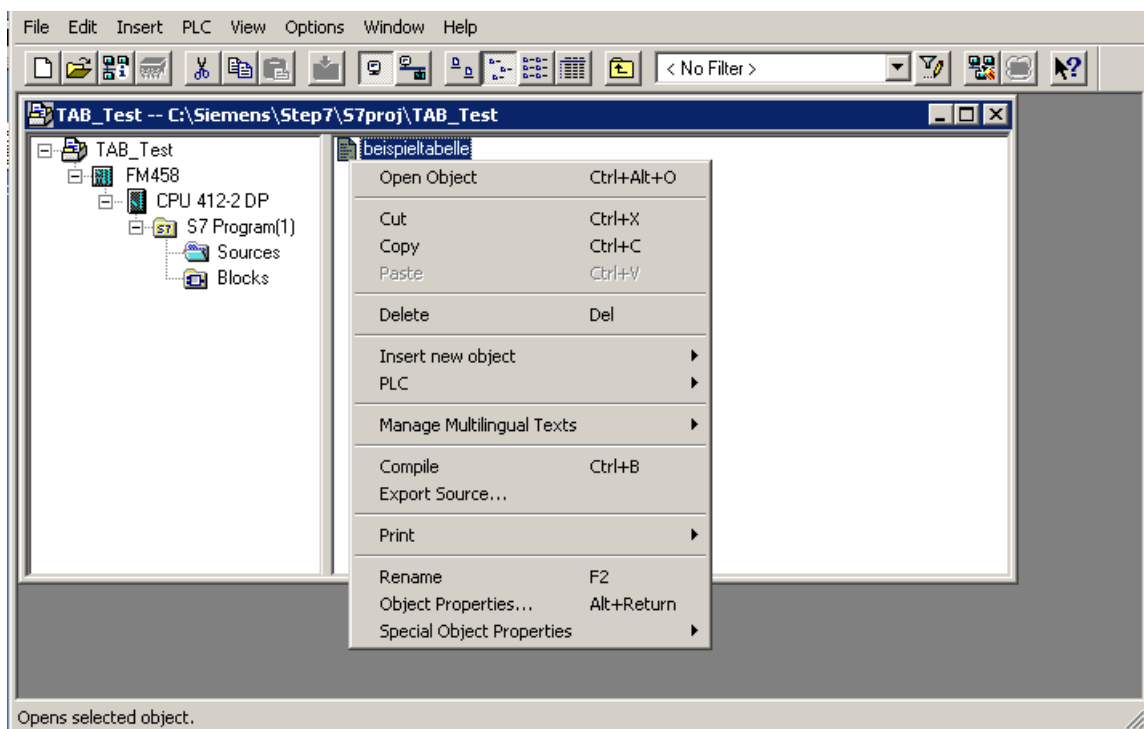 File Edit Insert PLC View Options Window Help
< No Filter >
TAB_Test -- C:\Siemens\Step7\S7proj\TAB_Test
TAB_Test
FM458
CPU 412-2 DP
S7 Program(1)
Sources
Blocks
beispieltabelle
Open Object Ctrl+Alt+O
Cut Ctrl+X
Copy Ctrl+C
Paste Ctrl+V
Delete Del
Insert new object
PLC
Manage Multilingual Texts
Compile Ctrl+B
Export Source...
Print
Rename F2
Object Properties... Alt+Return
Special Object Properties
Opens selected object.